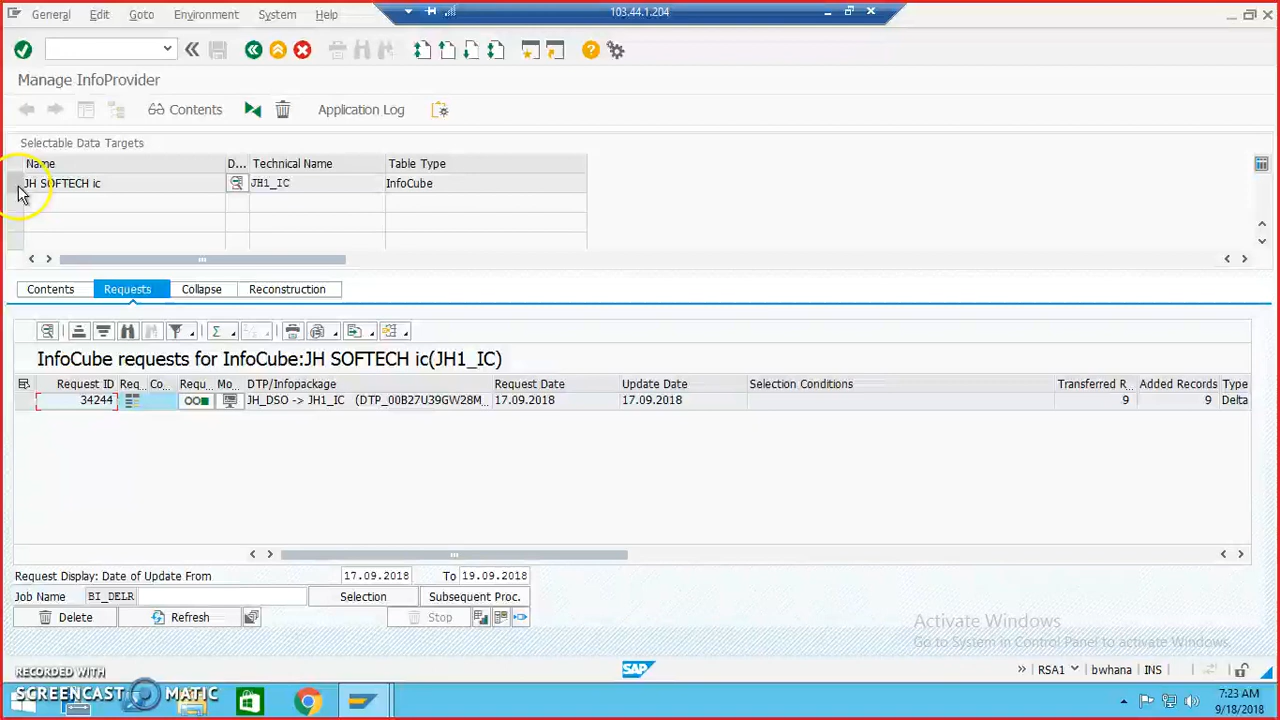 General Edit Goto Environment System Help 103.44.1.204
Manage InfoProvider
Contents Application Log
Selectable Data Targets
Name D... Technical Name Table Type
JH SOFTECH ic JH1_IC InfoCube
Contents Requests Collapse Reconstruction
InfoCube requests for InfoCube:JH SOFTECH ic(JH1_IC)
Request ID Req... Co... Requ... Mo... DTP/Infopackage Request Date Update Date Selection Conditions Transferred R... Added Records Type
34244 JH_DSO -> JH1_IC (DTP_00B27U39GW28M... 17.09.2018 17.09.2018 9 9 Delta
Request Display: Date of Update From 17.09.2018 To 19.09.2018
Job Name BI_DELR Selection Subsequent Proc.
Delete Refresh Stop
Activate Windows
Go to System in Control Panel to activate Windows.
SAP RSA1 bwhana INS
RECORDED WITH
SCREENCAST MATIC
7:23 AM
9/18/2018